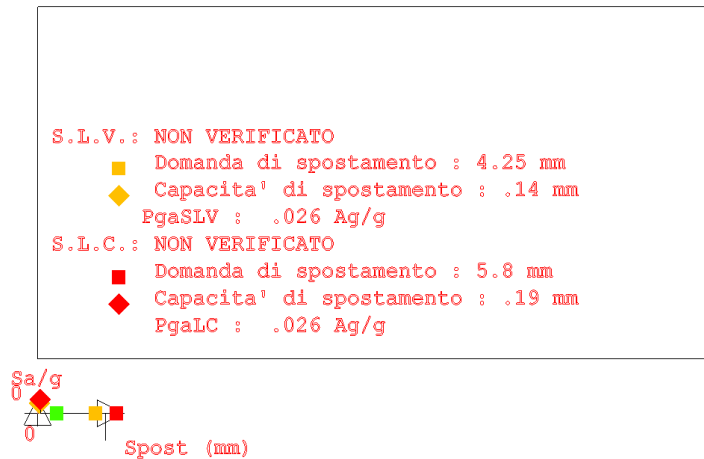 S.L.V.: NON VERIFICATO
Domanda di spostamento : 4.25 mm
Capacita' di spostamento : .14 mm
PgaSLV : .026 Ag/g
S.L.C.: NON VERIFICATO
Domanda di spostamento : 5.8 mm
Capacita' di spostamento : .19 mm
PgaLC : .026 Ag/g
Sa/g
0
0
Spost (mm)